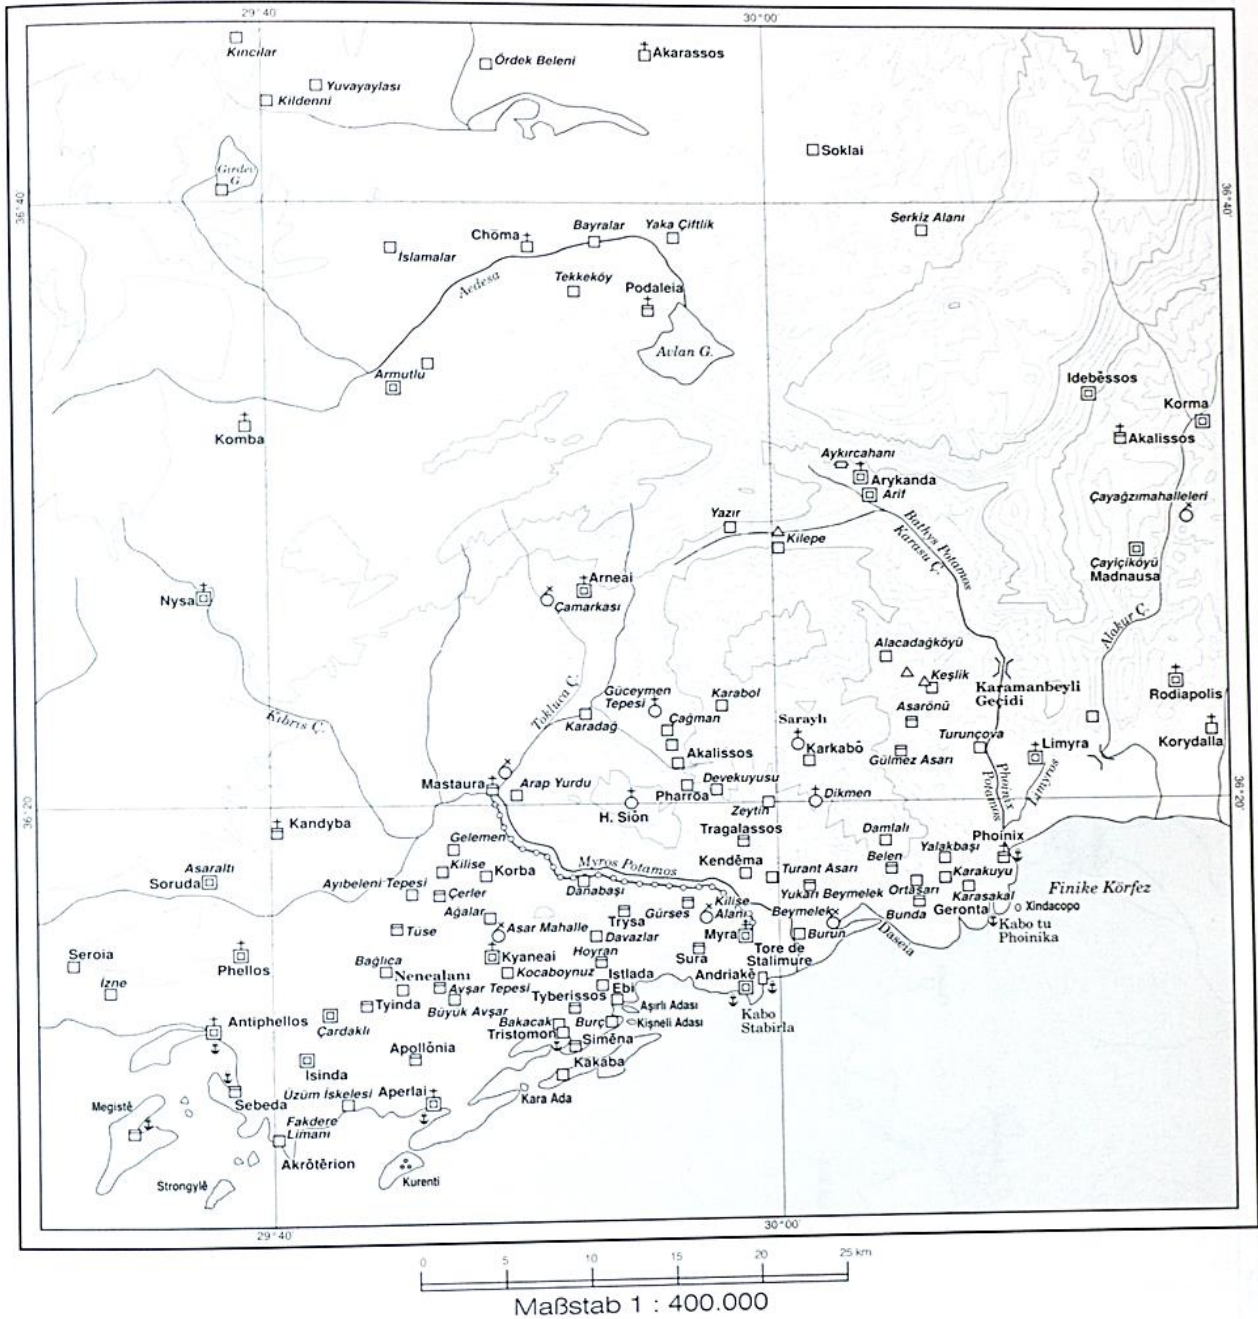 29°40'
30°00'
Kıncılar
Ördek Beleni
Akarassos
Yuvayaylası
Kildenni
Soklai
Girdev
G.
36°40'
36°40'
Serkiz Alanı
Chōma
Bayralar
Yaka Çiftlik
İslamalar
Aedesa
Tekkeköy
Podaleia
Avlan G.
Armutlu
Idebēssos
Korma
Komba
Akalissos
Aykırcahanı
Arykanda
Arif
Çayağzımahalleleri
Yazır
Kilepe
Bathys Potamos
Karasu Ç.
Çayiçiköyü
Madnausa
Arneai
Çamarkası
Nysa
Alakur Ç.
Alacadağköyü
Keşlik
Karamanbeyli
Geçidi
Rodiapolis
Tokluca Ç.
Güceymen
Tepesi
Karabol
Asarönü
Kıbrıs Ç.
Karadağ
Çağman
Saraylı
Karkabō
Turunçova
Limyra
Korydalla
Akalissos
Gülmez Asarı
Mastaura
Arap Yurdu
Devekuyusu
Pharroa
Phoinix
Potamos
Limyros
H. Siōn
Zeytin
Dikmen
36°20'
36°20'
Kandyba
Tragalassos
Damlalı
Phoinix
Gelemen
Myros Potamos
Kendēma
Turant Asarı
Belen
Yalakbaşı
Asaraltı
Soruda
Kilise
Korba
Karakuyu
Ayıbeleni Tepesi
Çerler
Danabaşı
Yukarı Beymelek
Ortasarı
Karasakal
Finike Körfez
Ağalar
Trysa
Gürses
Kilise
Alanı
Beymelek
Bunda
Geronta
Xindacopo
Tüse
Asar Mahalle
Davazlar
Myra
Burun
Daseia
Kabo tu
Phoinika
Seroia
Phellos
Bağlıca
Kyaneai
Hoyran
Sura
Tore de
Stalimure
İzne
Nenealanı
Kocaboynuz
Istlada
Andriakē
Avşar Tepesi
Ebi
Tyinda
Büyük Avşar
Tyberissos
Aşırlı Adası
Kabo
Stabirla
Antiphellos
Çardaklı
Bakacak
Burç
Kişneli Adası
Tristomon
Simēna
Apollōnia
Isinda
Kakaba
Megistē
Sebeda
Üzüm İskelesi
Aperlai
Kara Ada
Fakdere
Limanı
Akrōtērion
Strongylē
Kurenti
29°40'
30°00'
0 5 10 15 20 25 km
Maßstab 1 : 400.000